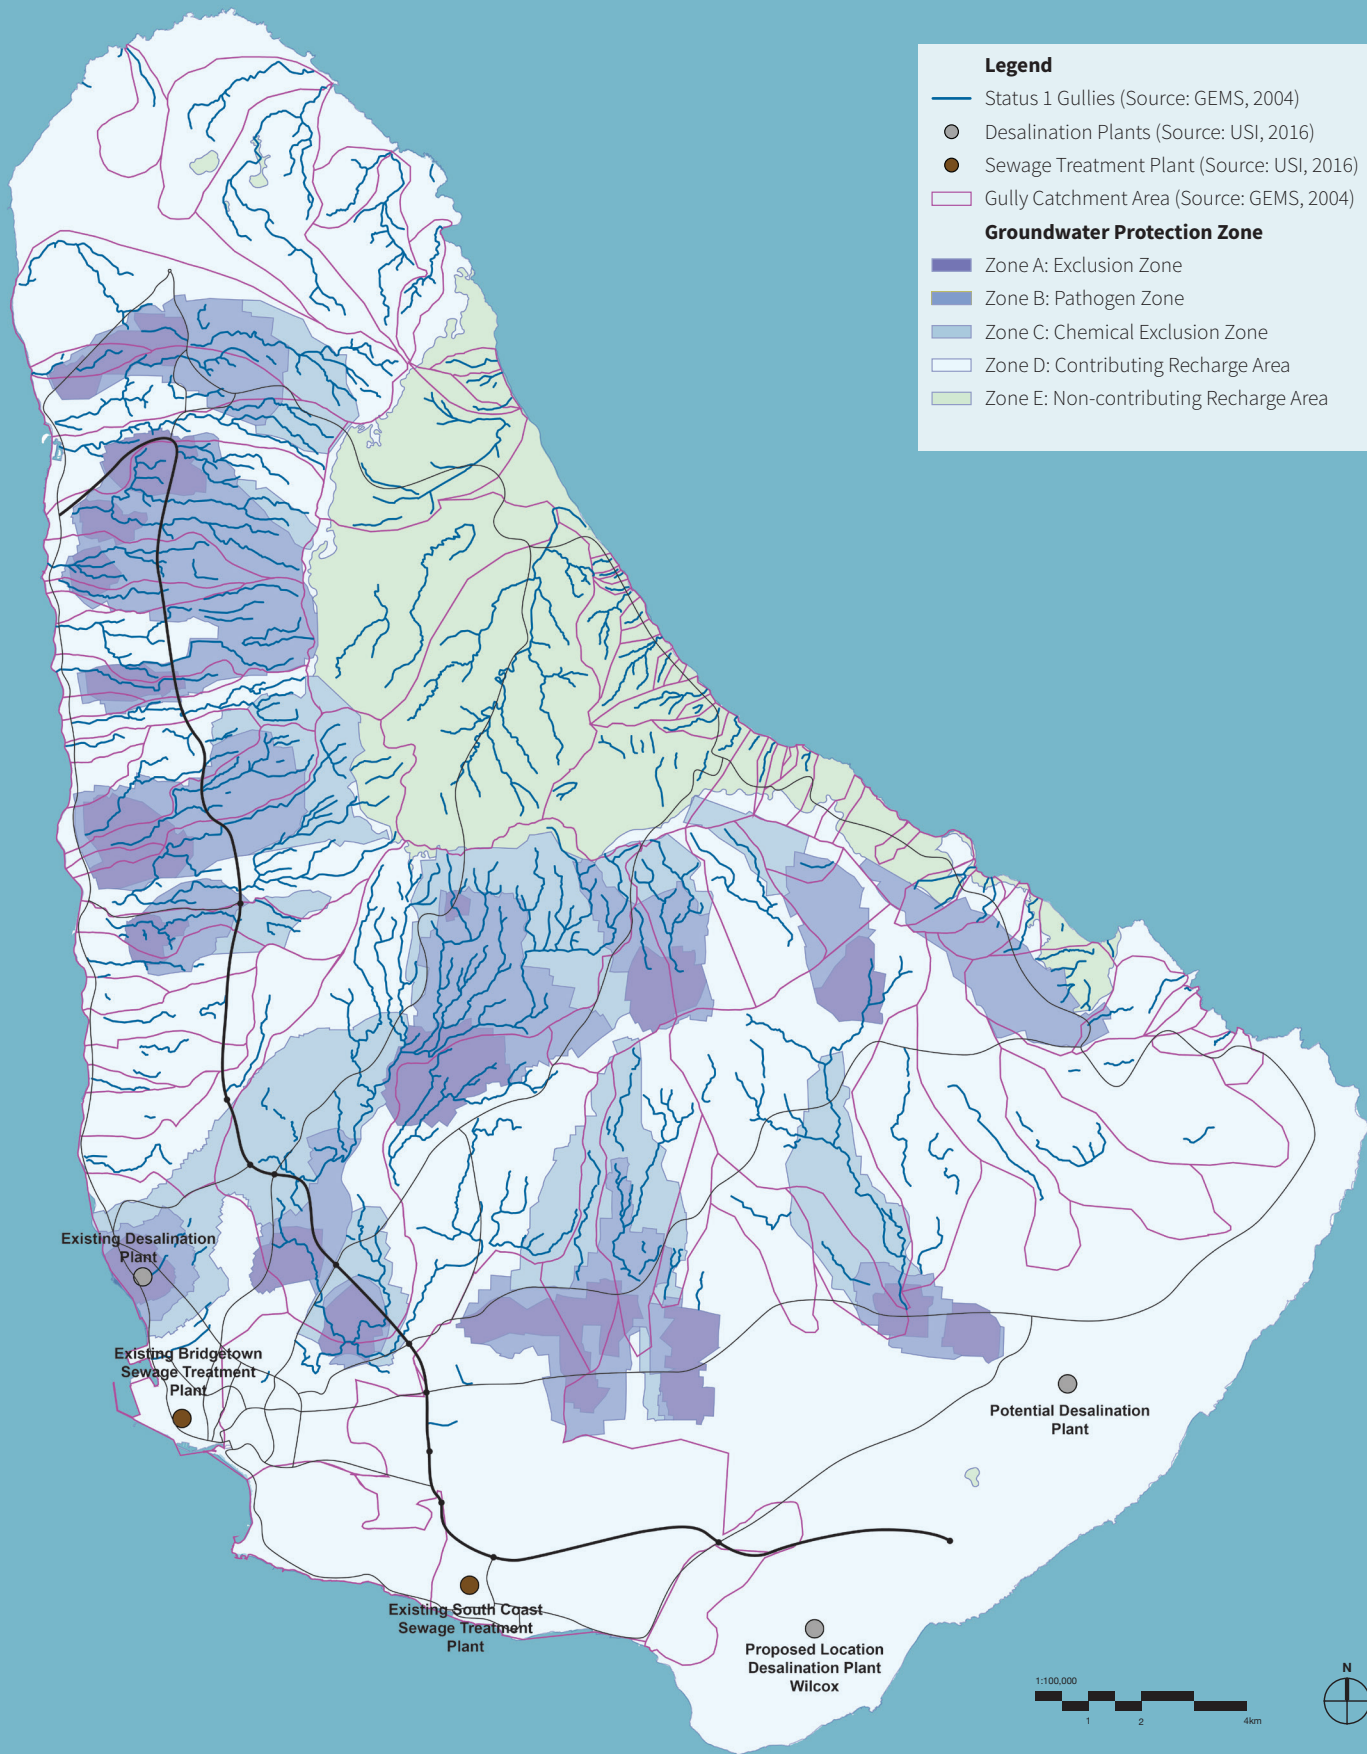 Legend
Status 1 Gullies (Source: GEMS, 2004)
Desalination Plants (Source: USI, 2016)
Sewage Treatment Plant (Source: USI, 2016)
Gully Catchment Area (Source: GEMS, 2004)
Groundwater Protection Zone
Zone A: Exclusion Zone
Zone B: Pathogen Zone
Zone C: Chemical Exclusion Zone
Zone D: Contributing Recharge Area
Zone E: Non-contributing Recharge Area
Existing Desalination
Plant
Existing Bridgetown
Sewage Treatment
Plant
Potential Desalination
Plant
Existing South Coast
Sewage Treatment
Plant
Proposed Location
Desalination Plant
Wilcox
1:100,000
1 2 4km
N